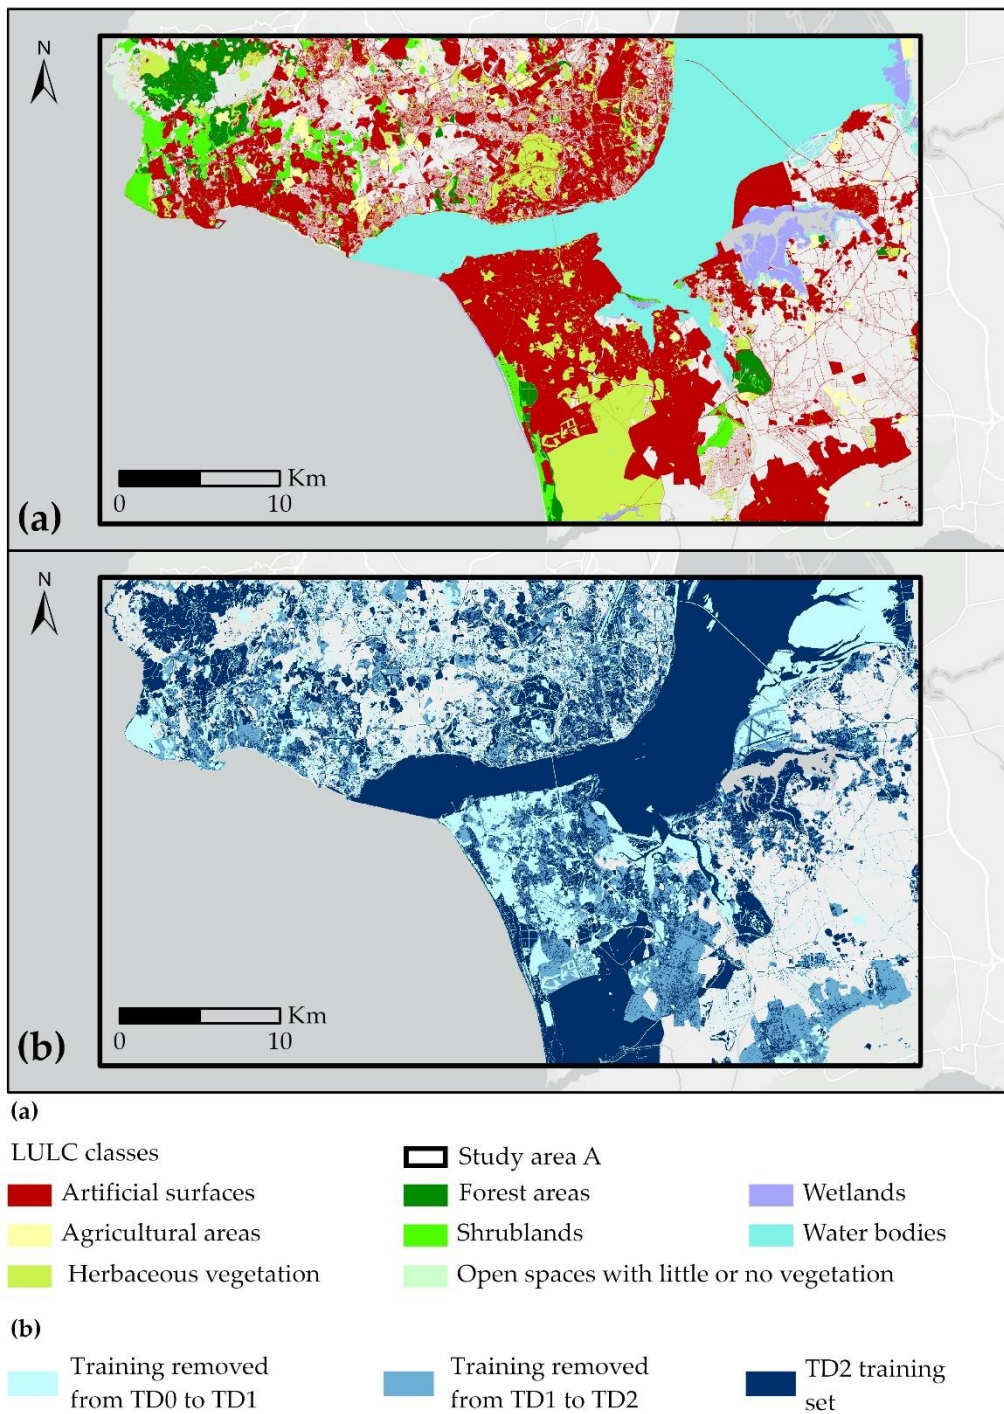 N
Km
0 10
(a)
N
Km
0 10
(b)
(a)
LULC classes
Study area A
Artificial surfaces
Forest areas
Wetlands
Agricultural areas
Shrublands
Water bodies
Herbaceous vegetation
Open spaces with little or no vegetation
(b)
Training removed
from TD0 to TD1
Training removed
from TD1 to TD2
TD2 training
set